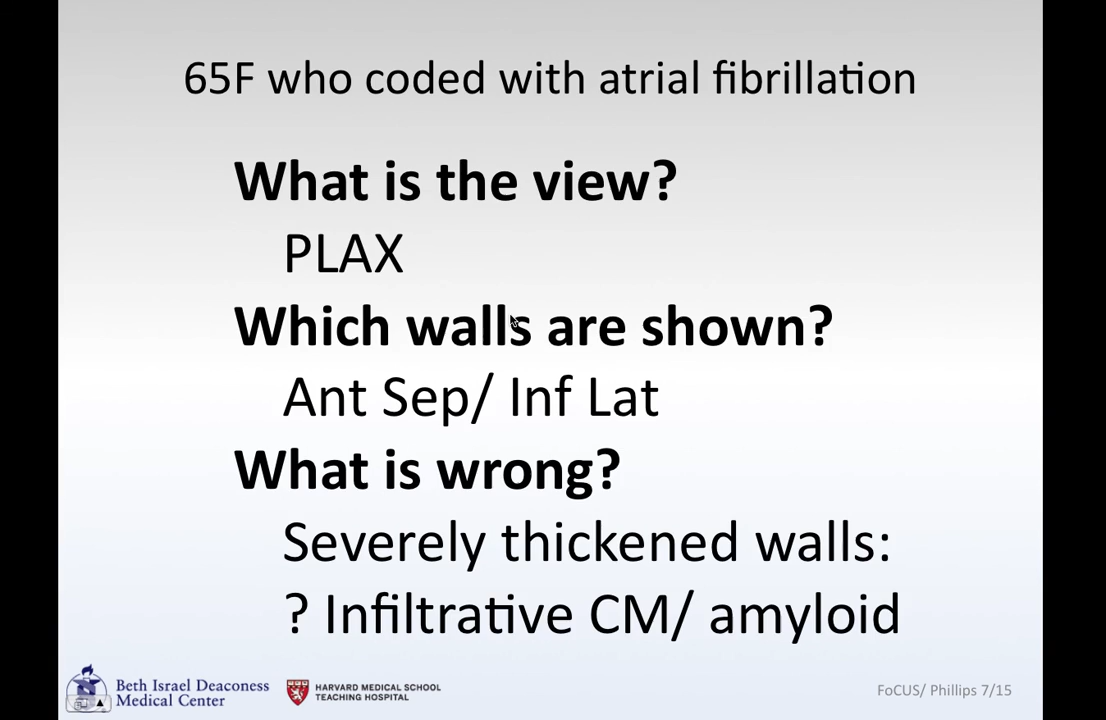 65F who coded with atrial fibrillation
What is the view?
PLAX
Which walls are shown?
Ant Sep/ Inf Lat
What is wrong?
Severely thickened walls:
? Infiltrative CM/ amyloid
Beth Israel Deaconess
Medical Center
HARVARD MEDICAL SCHOOL
TEACHING HOSPITAL
FoCUS/ Phillips 7/15